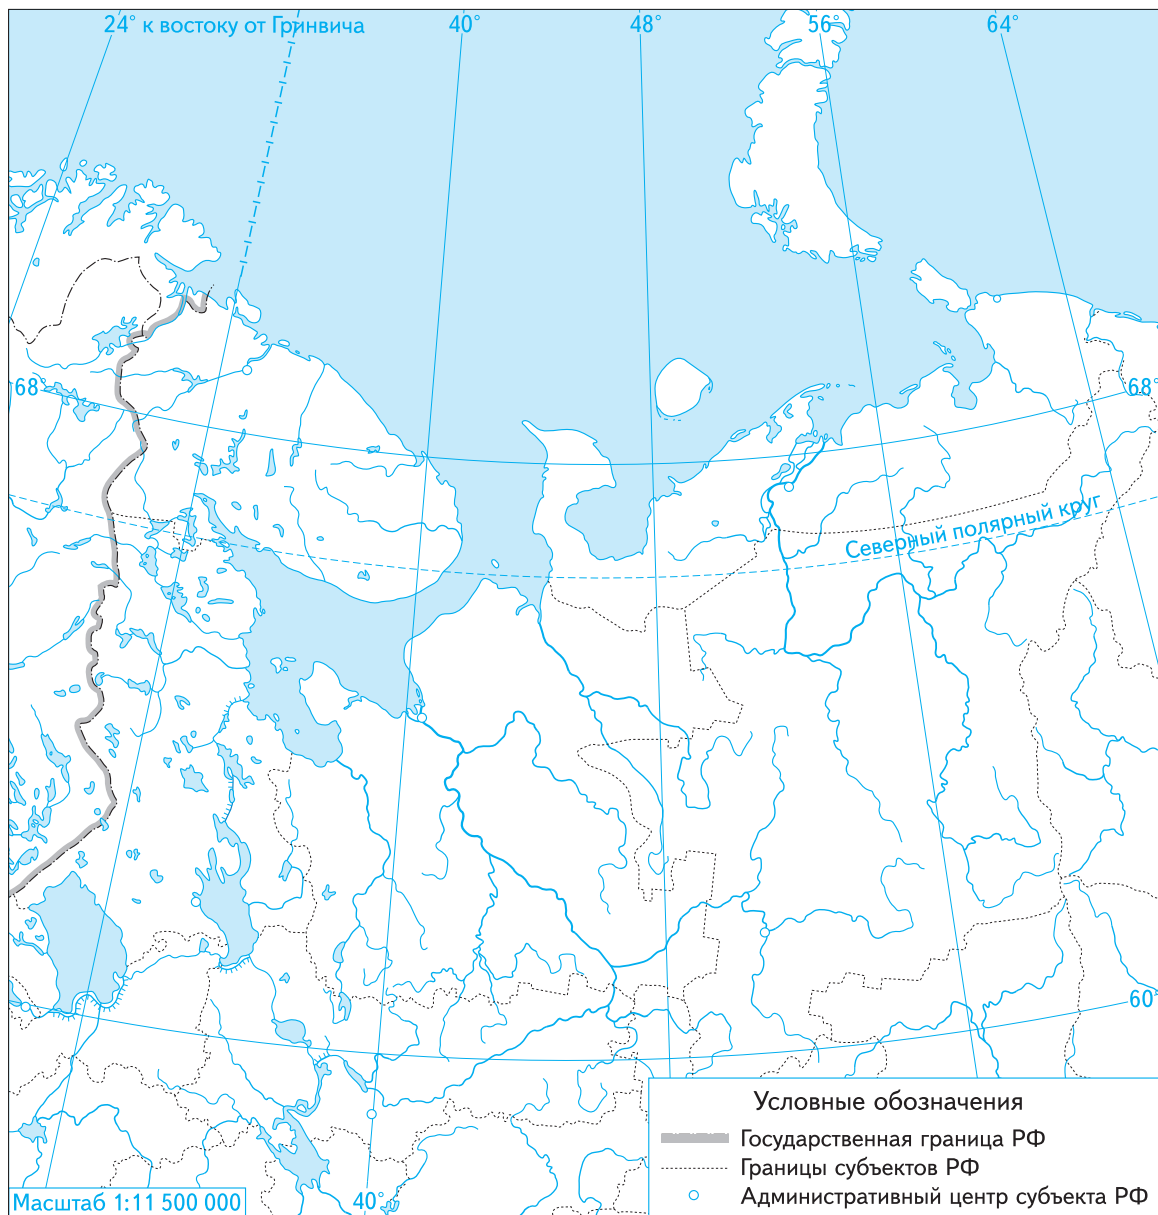 24° к востоку от Гринвича
40°
48°
56°
64°
68°
68°
Северный полярный круг
60°
40°
Масштаб 1:11 500 000
Условные обозначения
Государственная граница РФ
Границы субъектов РФ
Административный центр субъекта РФ